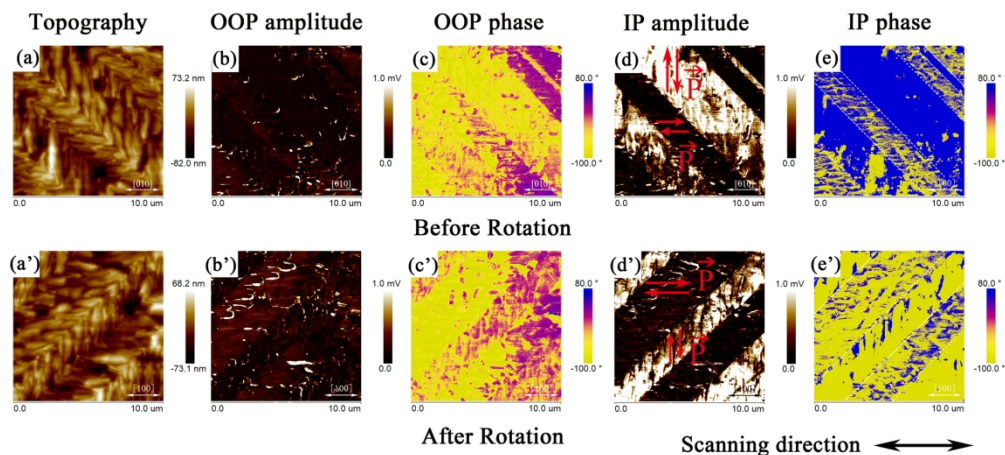 Topography OOP amplitude OOP phase IP amplitude IP phase
(a) (b) (c) (d) (e)
73.2 nm 1.0 mV 80.0 ° 1.0 mV 80.0 °
P
P
-82.0 nm 0.0 -100.0 ° 0.0 -100.0 °
[010] [010] [010] [010]
0.0 10.0 um 0.0 10.0 um 0.0 10.0 um 0.0 10.0 um 0.0 10.0 um
Before Rotation
(a') (b') (c') (d') (e')
68.2 nm 1.0 mV 80.0 ° 1.0 mV 80.0 °
P
P
-73.1 nm 0.0 -100.0 ° 0.0 -100.0 °
[100] [100] [100] [100] [100]
0.0 10.0 um 0.0 10.0 um 0.0 10.0 um 0.0 10.0 um 0.0 10.0 um
After Rotation Scanning direction